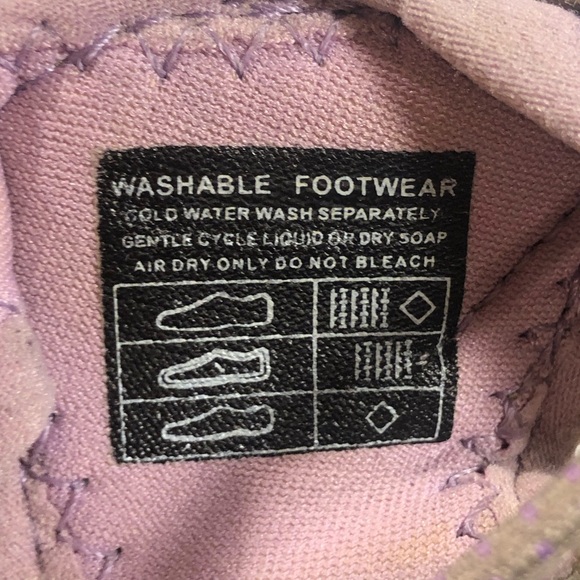 WASHABLE FOOTWEAR
COLD WATER WASH SEPARATELY
GENTLE CYCLE LIQUID OR DRY SOAP
AIR DRY ONLY DO NOT BLEACH